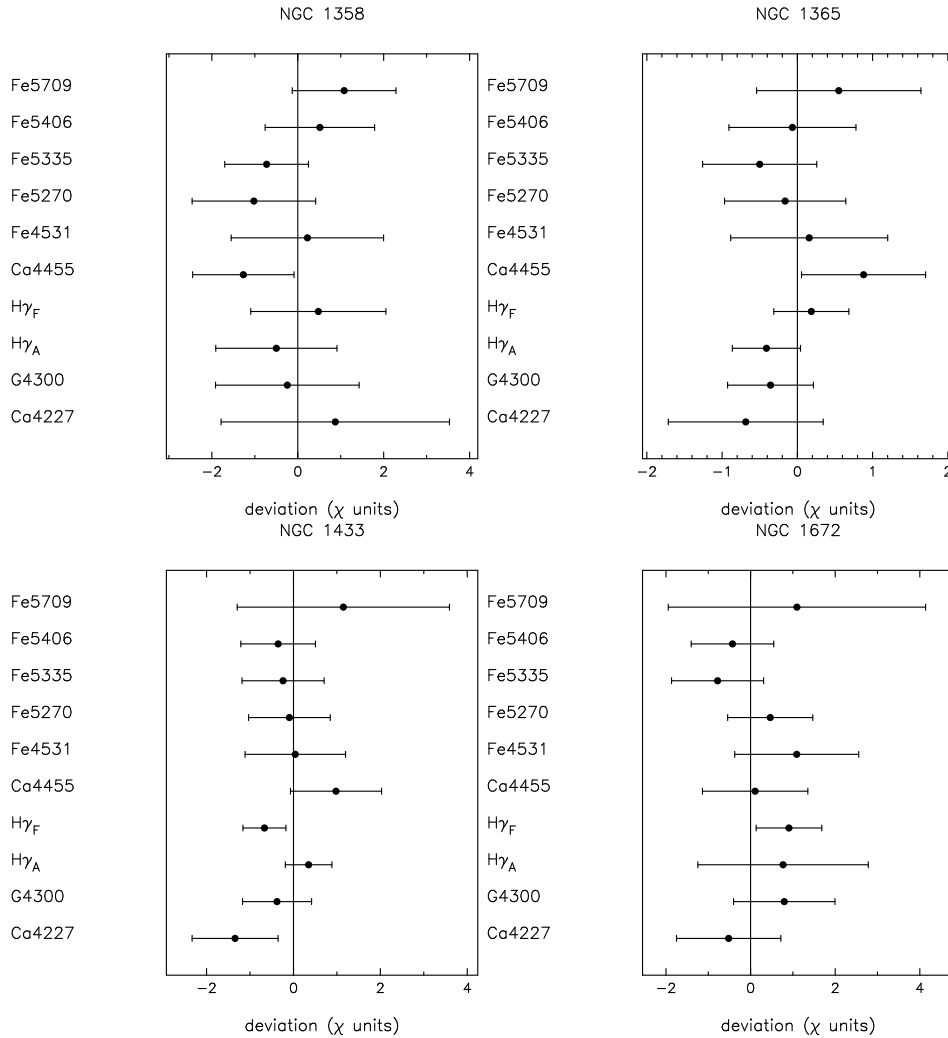 NGC 1358
Fe5709
Fe5406
Fe5335
Fe5270
Fe4531
Ca4455
HγF
HγA
G4300
Ca4227
−2 0 2 4
deviation (χ units)
NGC 1365
Fe5709
Fe5406
Fe5335
Fe5270
Fe4531
Ca4455
HγF
HγA
G4300
Ca4227
−2 −1 0 1 2
deviation (χ units)
NGC 1433
Fe5709
Fe5406
Fe5335
Fe5270
Fe4531
Ca4455
HγF
HγA
G4300
Ca4227
−2 0 2 4
deviation (χ units)
NGC 1672
Fe5709
Fe5406
Fe5335
Fe5270
Fe4531
Ca4455
HγF
HγA
G4300
Ca4227
−2 0 2 4
deviation (χ units)